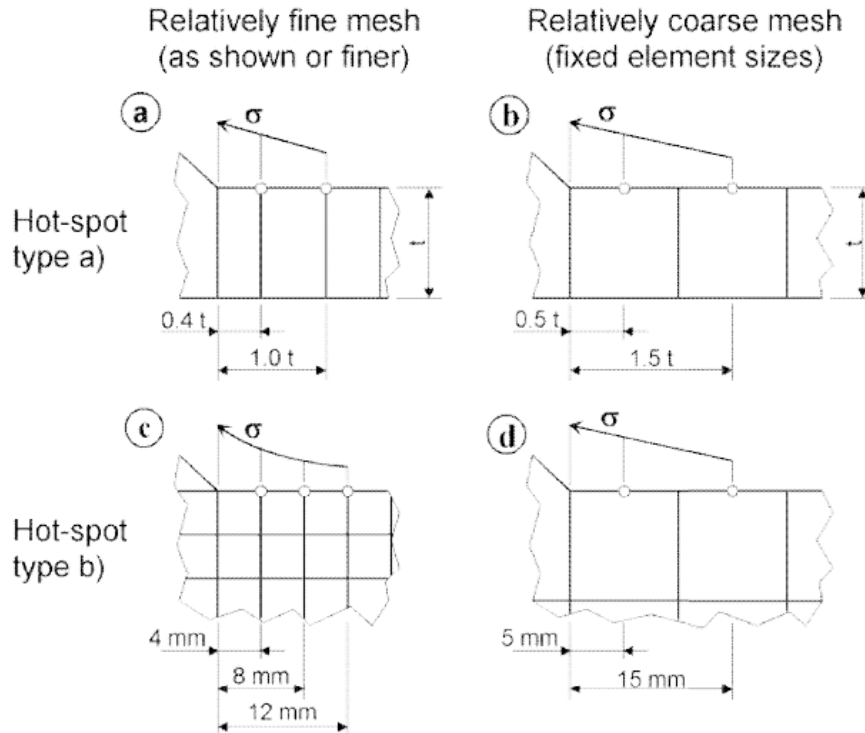 Relatively fine mesh
(as shown or finer)
Relatively coarse mesh
(fixed element sizes)
a
σ
b
σ
Hot-spot
type a)
t
t
0.4 t
1.0 t
0.5 t
1.5 t
c
σ
d
σ
Hot-spot
type b)
4 mm
8 mm
12 mm
5 mm
15 mm